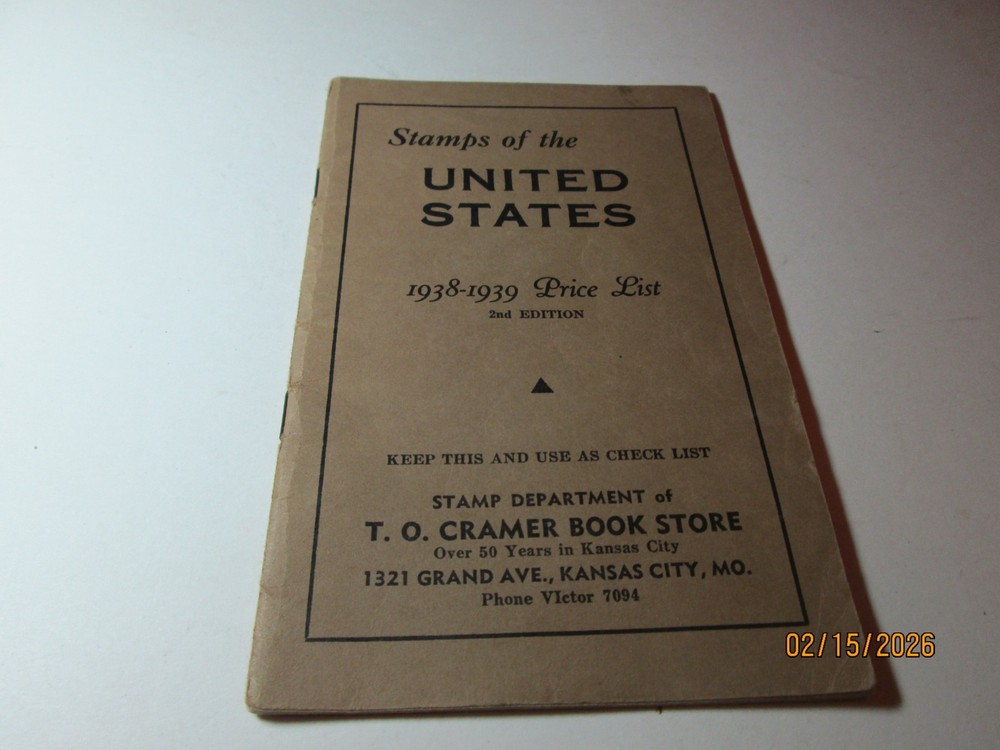 Stamps of the
UNITED
STATES
1938-1939 Price List
2nd EDITION
KEEP THIS AND USE AS CHECK LIST
STAMP DEPARTMENT of
T. O. CRAMER BOOK STORE
Over 50 Years in Kansas City
1321 GRAND AVE., KANSAS CITY, MO.
Phone VIctor 7094
02/15/2026